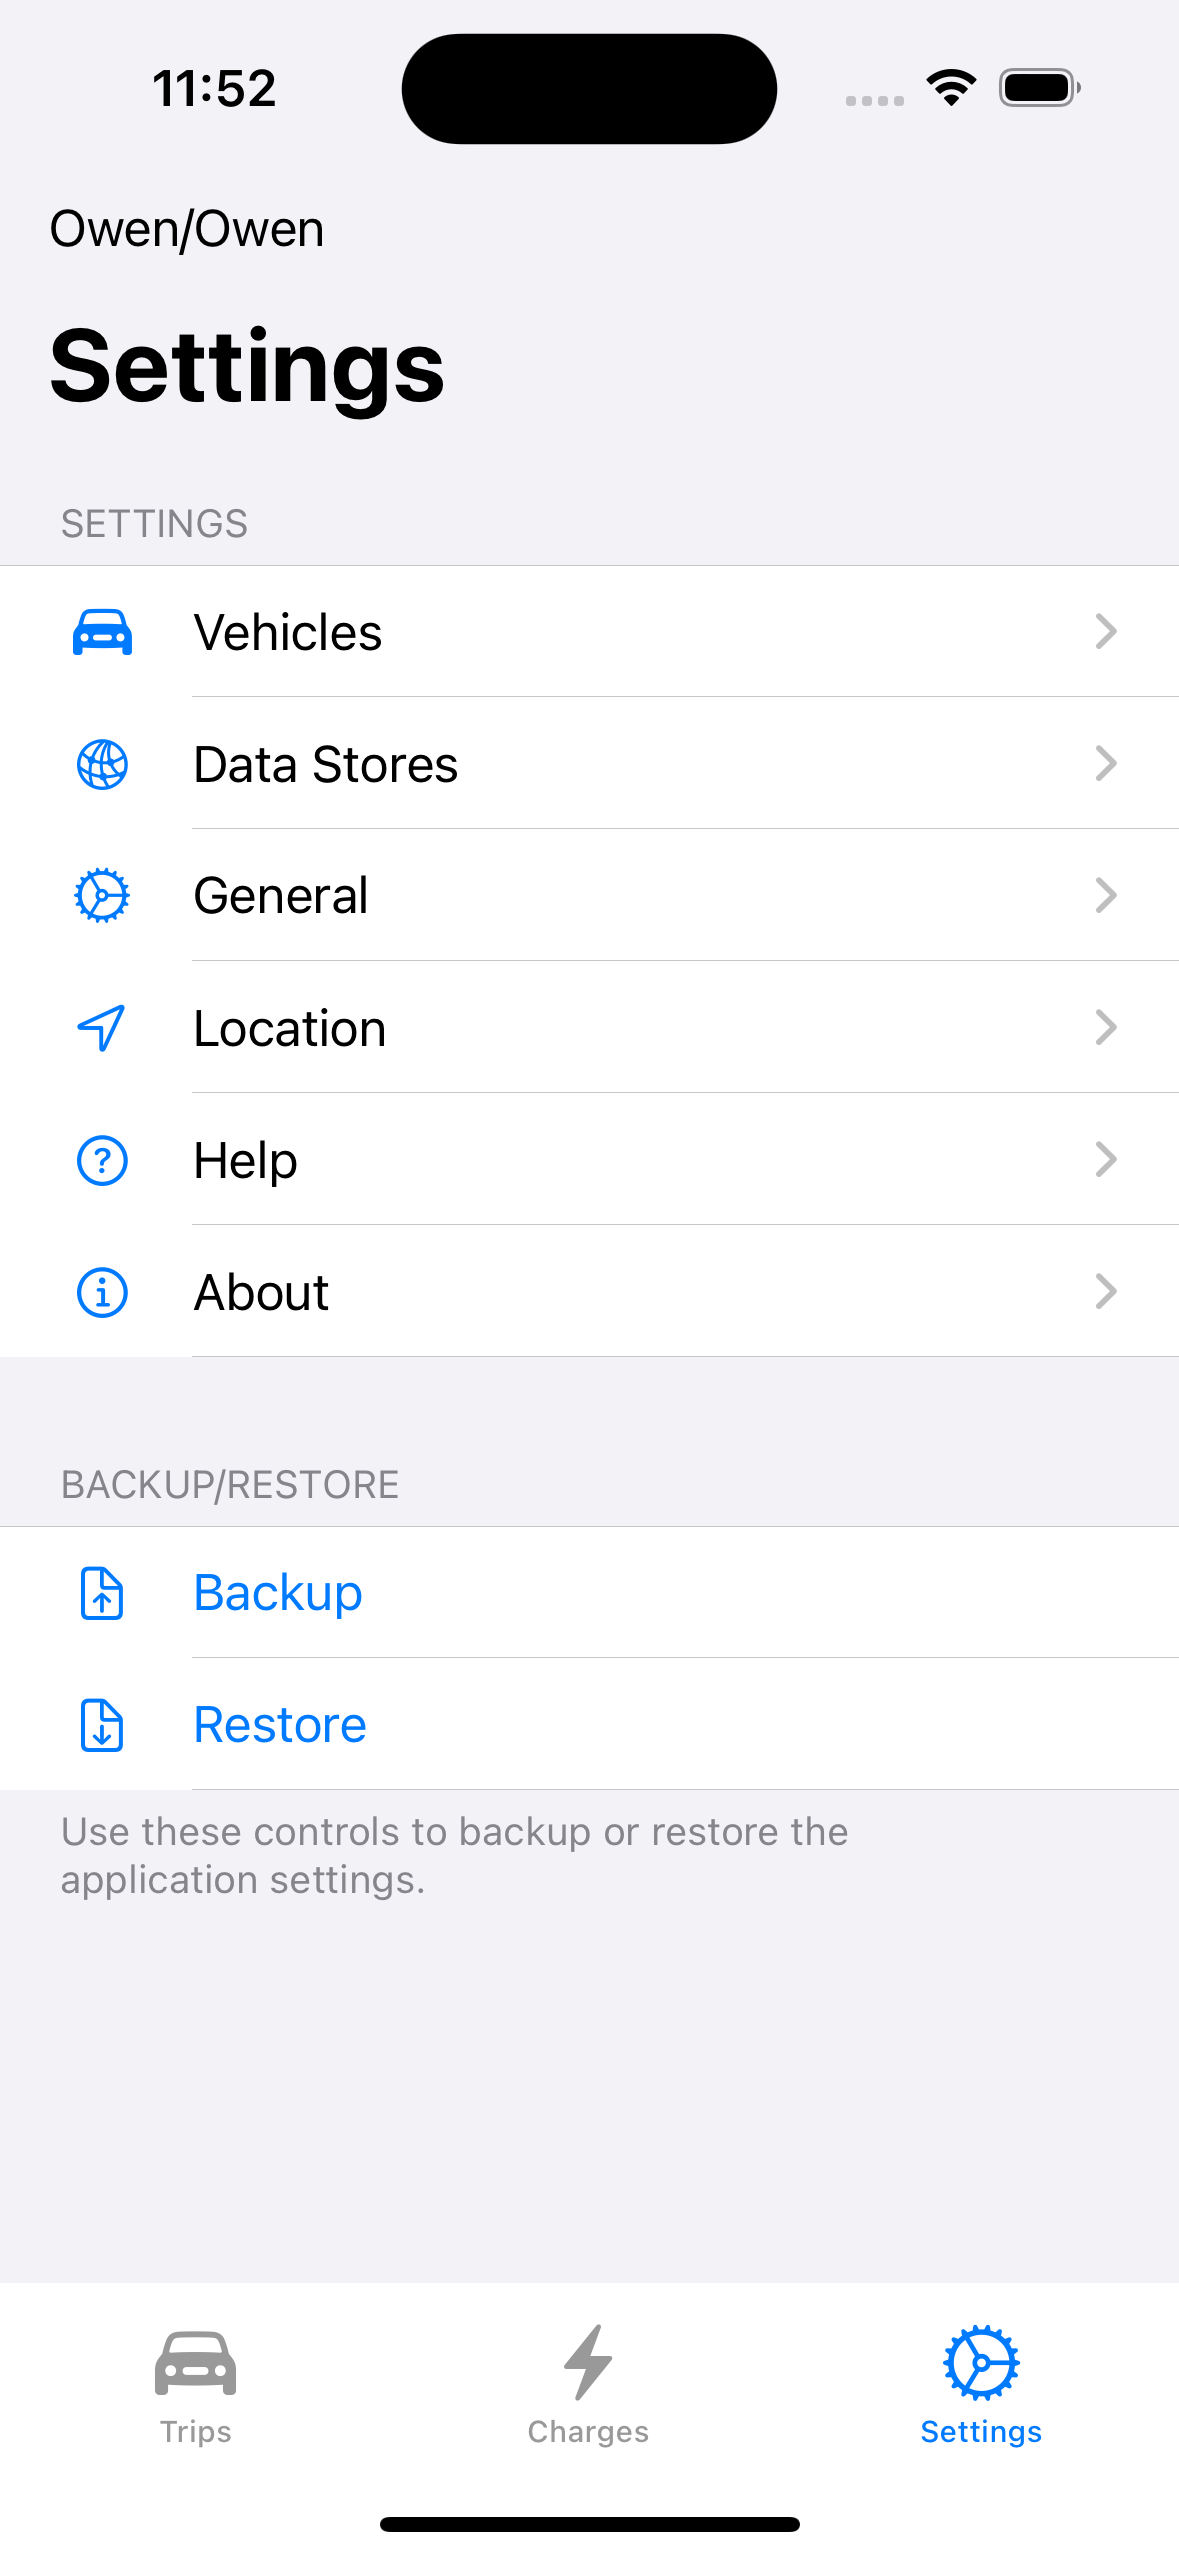 11:52
Owen/Owen
Settings
SETTINGS
Vehicles
Data Stores
General
Location
Help
About
BACKUP/RESTORE
Backup
Restore
Use these controls to backup or restore the
application settings.
Trips
Charges
Settings